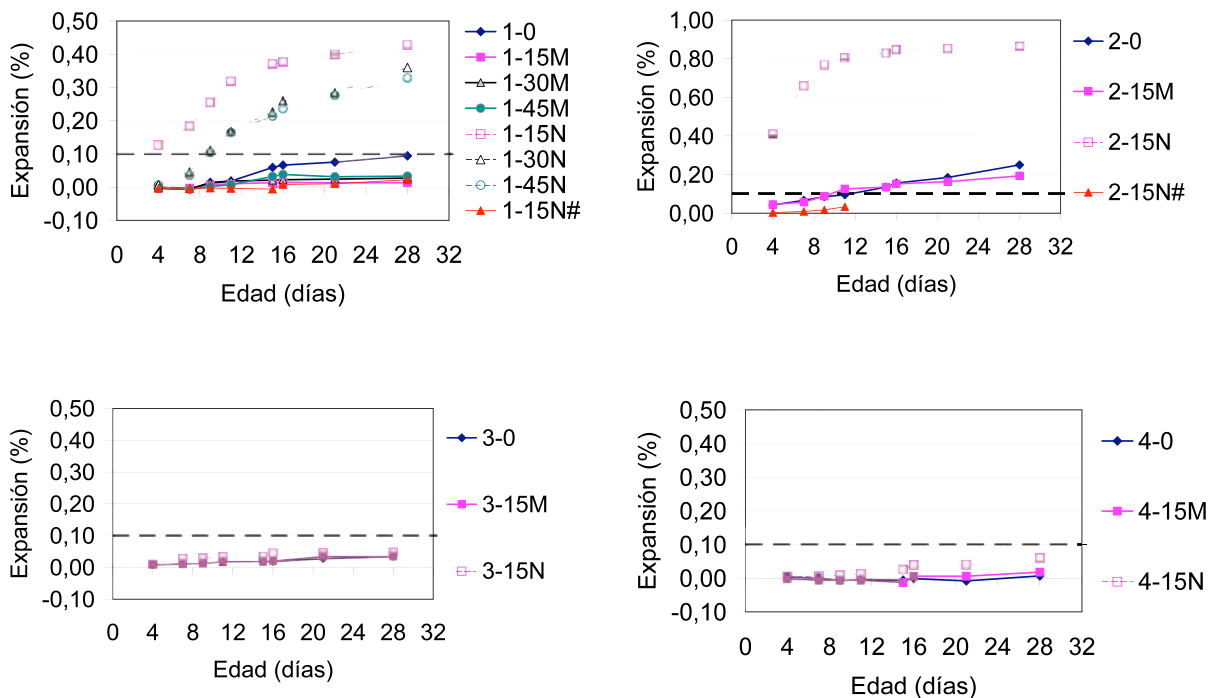 Expansión (%)
0,50
0,40
0,30
0,20
0,10
0,00
-0,10
0 4 8 12 16 20 24 28 32
Edad (días)
1-0
1-15M
1-30M
1-45M
1-15N
1-30N
1-45N
1-15N#
Expansión (%)
1,00
0,80
0,60
0,40
0,20
0,00
0 4 8 12 16 20 24 28 32
Edad (días)
2-0
2-15M
2-15N
2-15N#
Expansión (%)
0,50
0,40
0,30
0,20
0,10
0,00
-0,10
0 4 8 12 16 20 24 28 32
Edad (días)
3-0
3-15M
3-15N
Expansión (%)
0,50
0,40
0,30
0,20
0,10
0,00
-0,10
0 4 8 12 16 20 24 28 32
Edad (días)
4-0
4-15M
4-15N